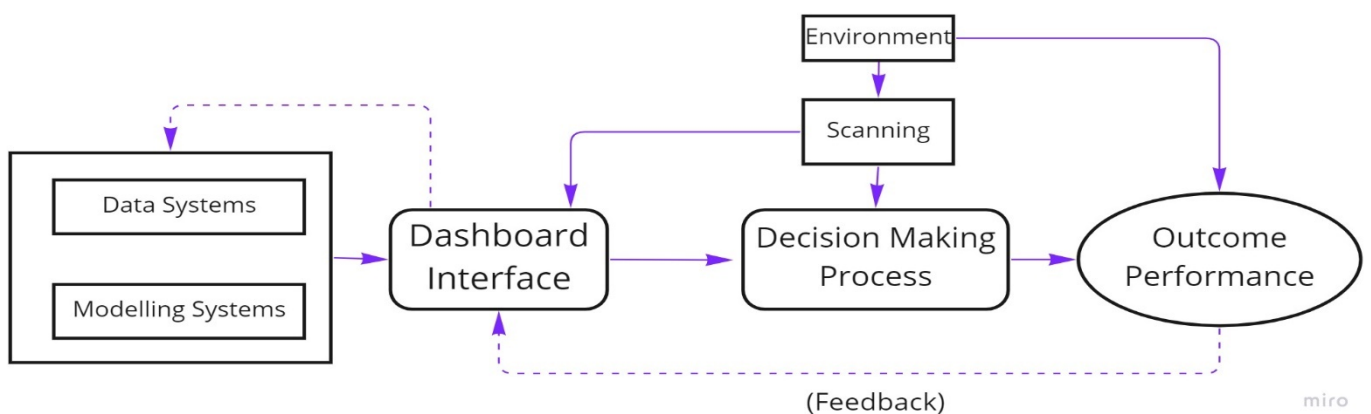 Environment
Scanning
Data Systems
Modelling Systems
Dashboard
Interface
Decision Making
Process
Outcome
Performance
(Feedback)
miro